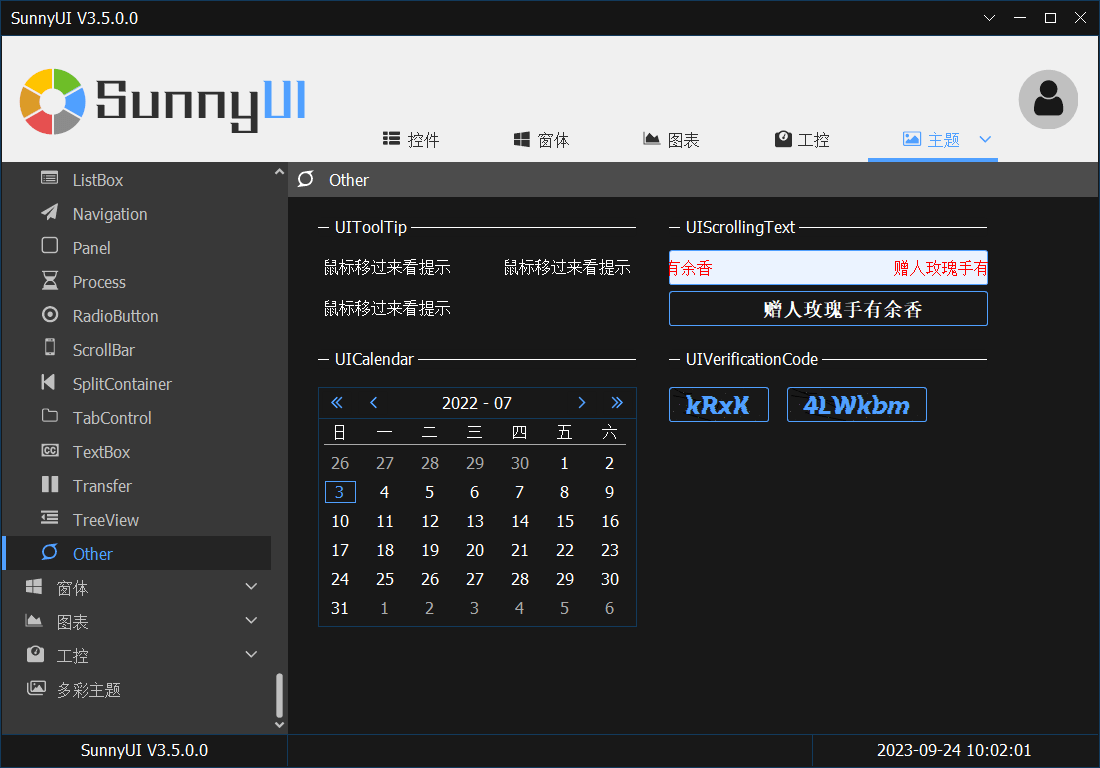 SunnyUI V3.5.0.0
SunnyUI
控件 窗体 图表 工控 主题
ListBox
Navigation
Panel
Process
RadioButton
ScrollBar
SplitContainer
TabControl
TextBox
Transfer
TreeView
Other
窗体
图表
工控
多彩主题
Other
UIToolTip
鼠标移过来看提示 鼠标移过来看提示
鼠标移过来看提示
UIScrollingText
有余香 赠人玫瑰手有
赠人玫瑰手有余香
UICalendar
2022 - 07
日 一 二 三 四 五 六
26 27 28 29 30 1 2
3 4 5 6 7 8 9
10 11 12 13 14 15 16
17 18 19 20 21 22 23
24 25 26 27 28 29 30
31 1 2 3 4 5 6
UIVerificationCode
kRxK 4LWkbm
SunnyUI V3.5.0.0 2023-09-24 10:02:01